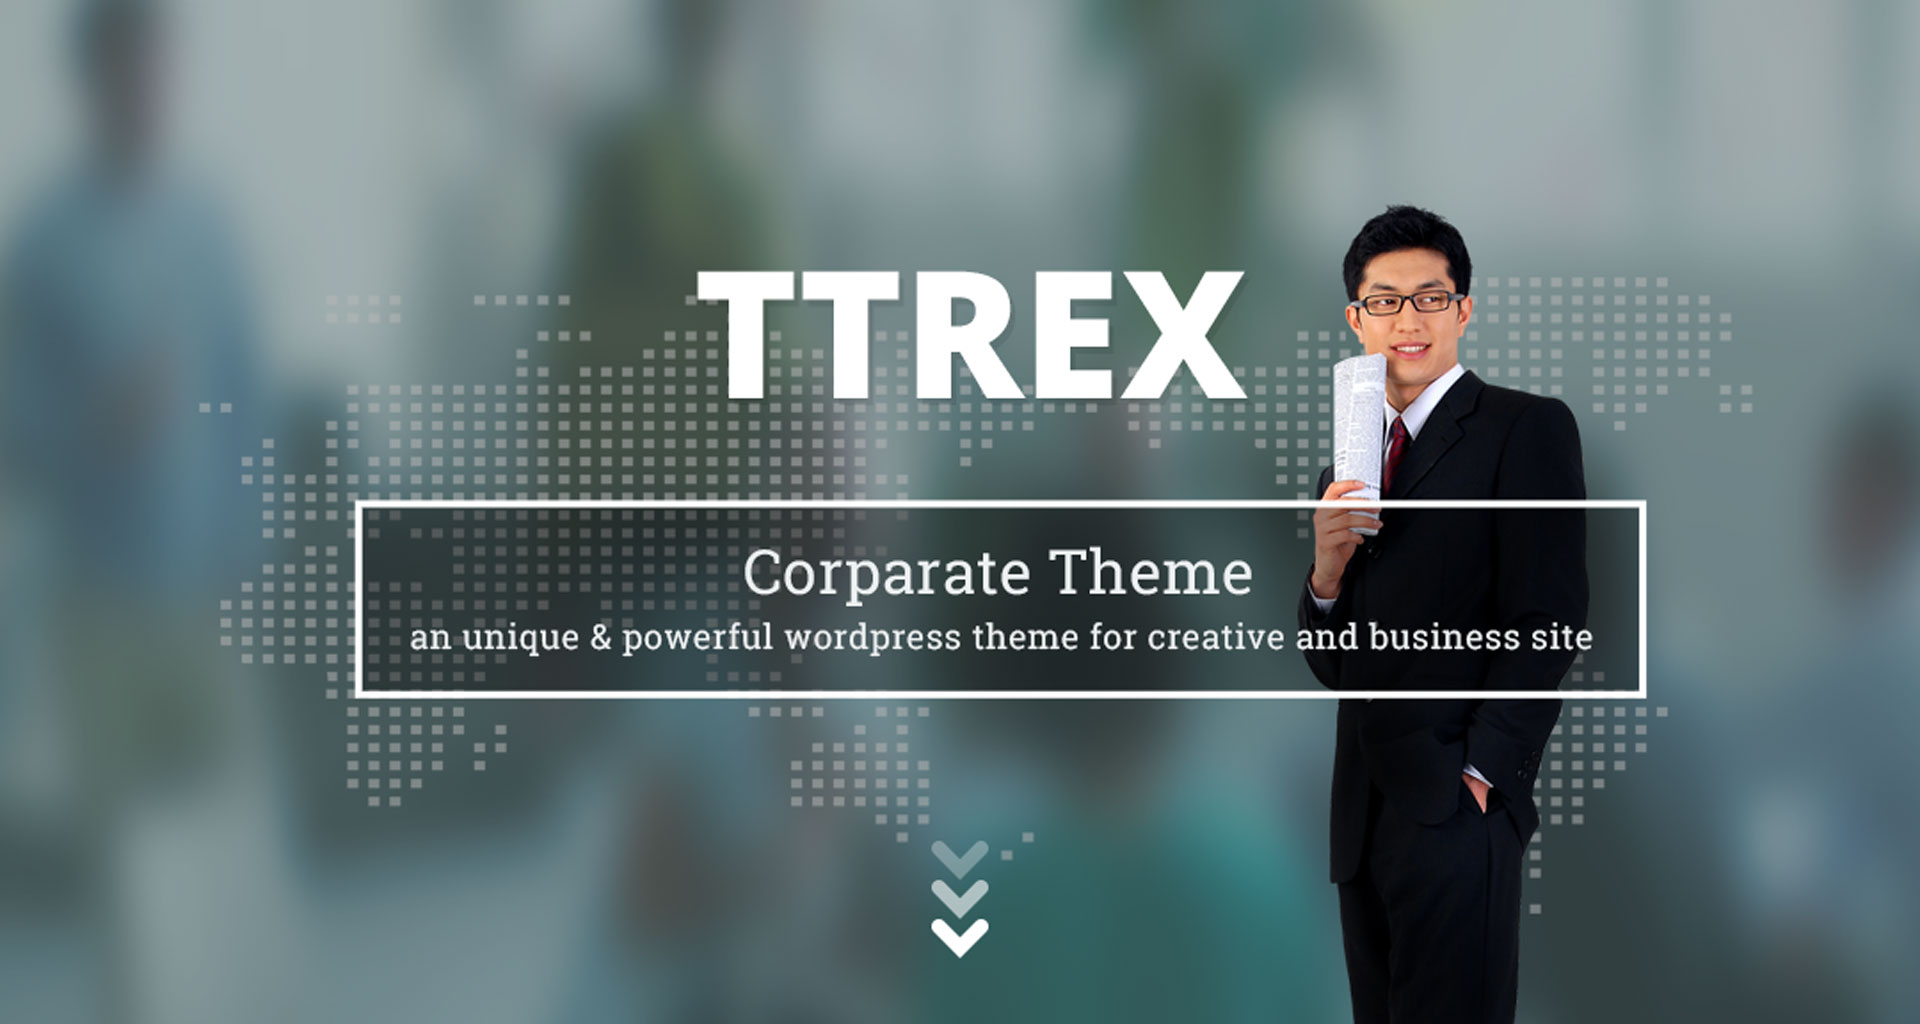 TTREX
Corparate Theme
an unique & powerful wordpress theme for creative and business site